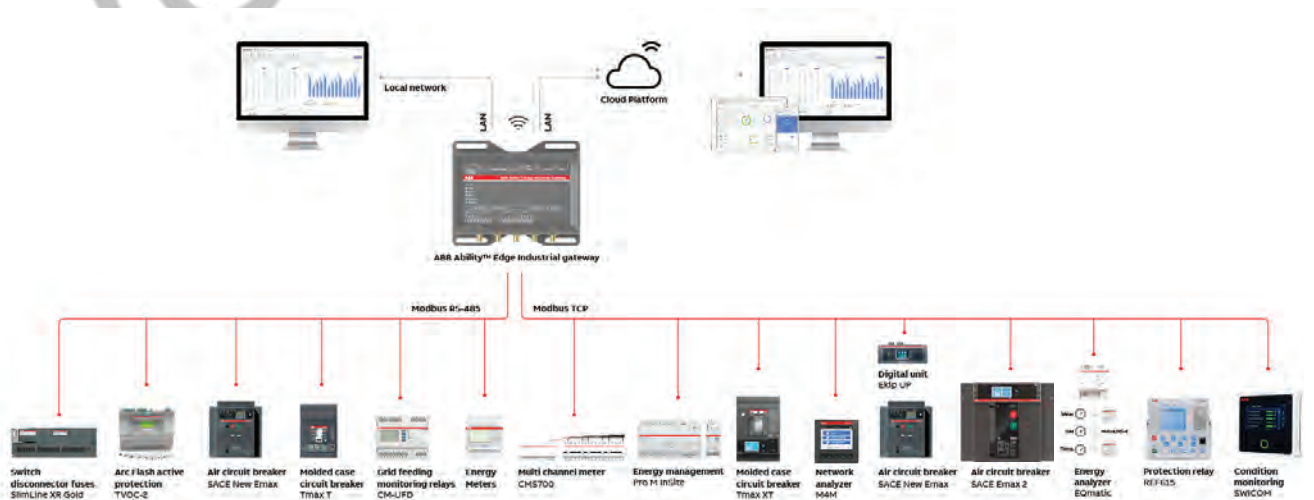 Local network
Cloud Platform
LAN
LAN
ABB
ABB Ability™ Edge Industrial gateway
Modbus RS-485
Modbus TCP
Switch
disconnector fuses
SlimLine XR Gold
Arc Flash active
protection
TVOC-2
Air circuit breaker
SACE New Emax
Molded case
circuit breaker
Tmax T
Grid feeding
monitoring relays
CM-UFD
Energy
Meters
Multi channel meter
CMS700
Energy management
Pro M InSite
Molded case
circuit breaker
Tmax XT
Network
analyzer
M4M
Digital unit
Ekip UP
Air circuit breaker
SACE New Emax
Air circuit breaker
SACE Emax 2
Energy
analyzer
EQmatic
Protection relay
REF615
Condition
monitoring
SWICOM